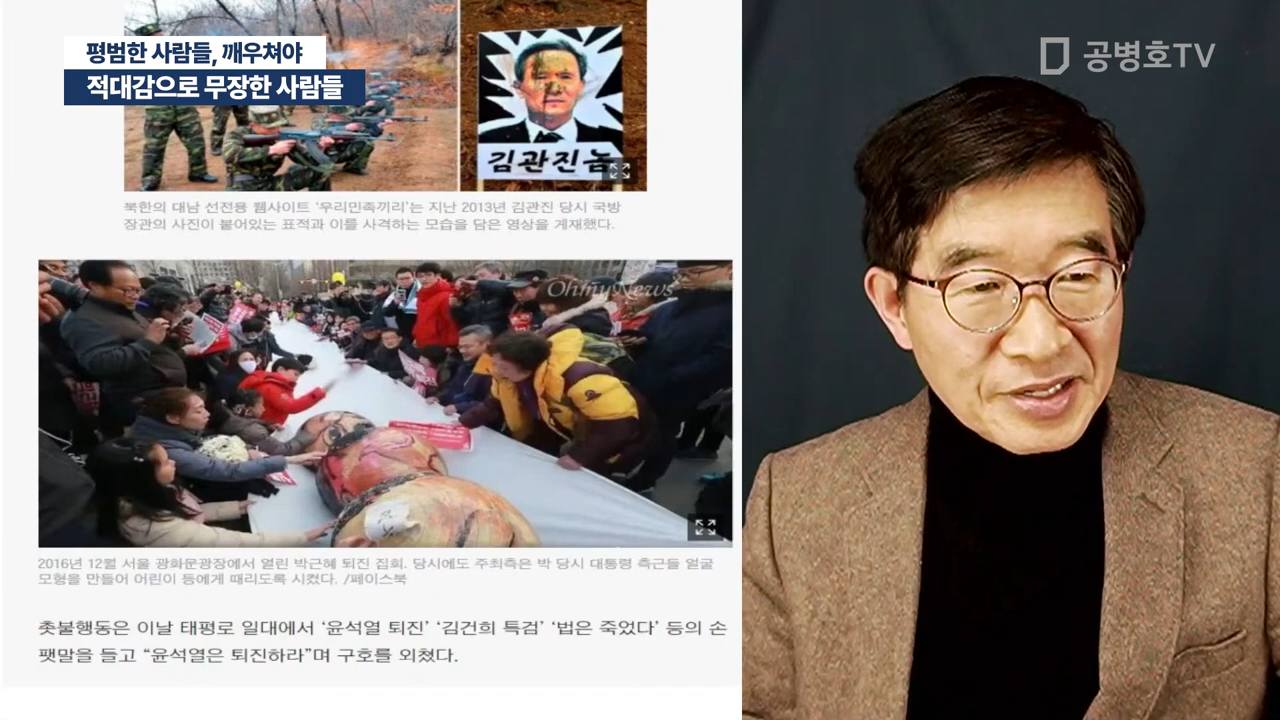 평범한 사람들, 깨우쳐야
적대감으로 무장한 사람들
공병호TV
김관진놈
북한의 대남 선전용 웹사이트 ‘우리민족끼리’는 지난 2013년 김관진 당시 국방
장관의 사진이 붙어있는 표적과 이를 사격하는 모습을 담은 영상을 게재했다.
OhmyNews
2016년 12월 서울 광화문광장에서 열린 박근혜 퇴진 집회. 당시에도 주최측은 박 당시 대통령 측근들 얼굴
모형을 만들어 어린이 등에게 때리도록 시켰다. /페이스북
촛불행동은 이날 태평로 일대에서 ‘윤석열 퇴진’ ‘김건희 특검’ ‘법은 죽었다’ 등의 손
팻말을 들고 “윤석열은 퇴진하라”며 구호를 외쳤다.